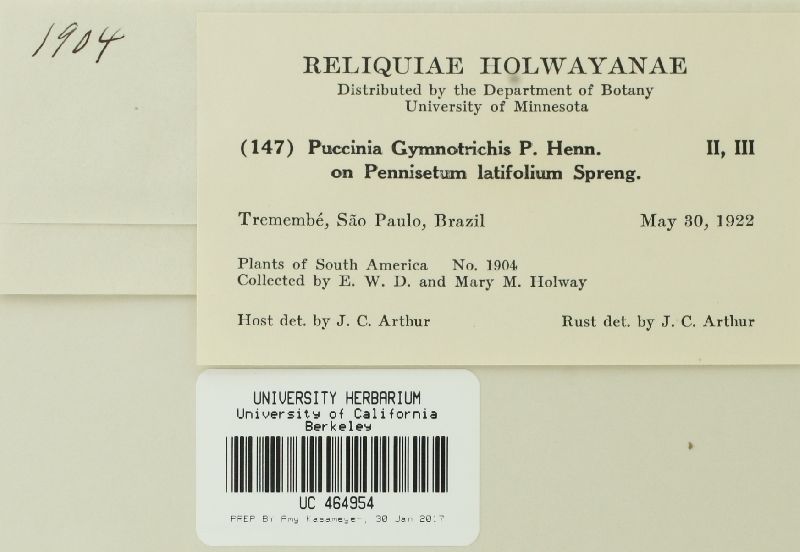 1904
RELIQUIAE HOLWAYANAE
Distributed by the Department of Botany
University of Minnesota
(147) Puccinia Gymnotrichis P. Henn. II, III
on Pennisetum latifolium Spreng.
Tremembé, São Paulo, Brazil May 30, 1922
Plants of South America No. 1904
Collected by E. W. D. and Mary M. Holway
Host det. by J. C. Arthur Rust det. by J. C. Arthur
UNIVERSITY HERBARIUM
University of California
Berkeley
UC 464954
PREP BY Amy Kasameyer, 30 Jan 2017